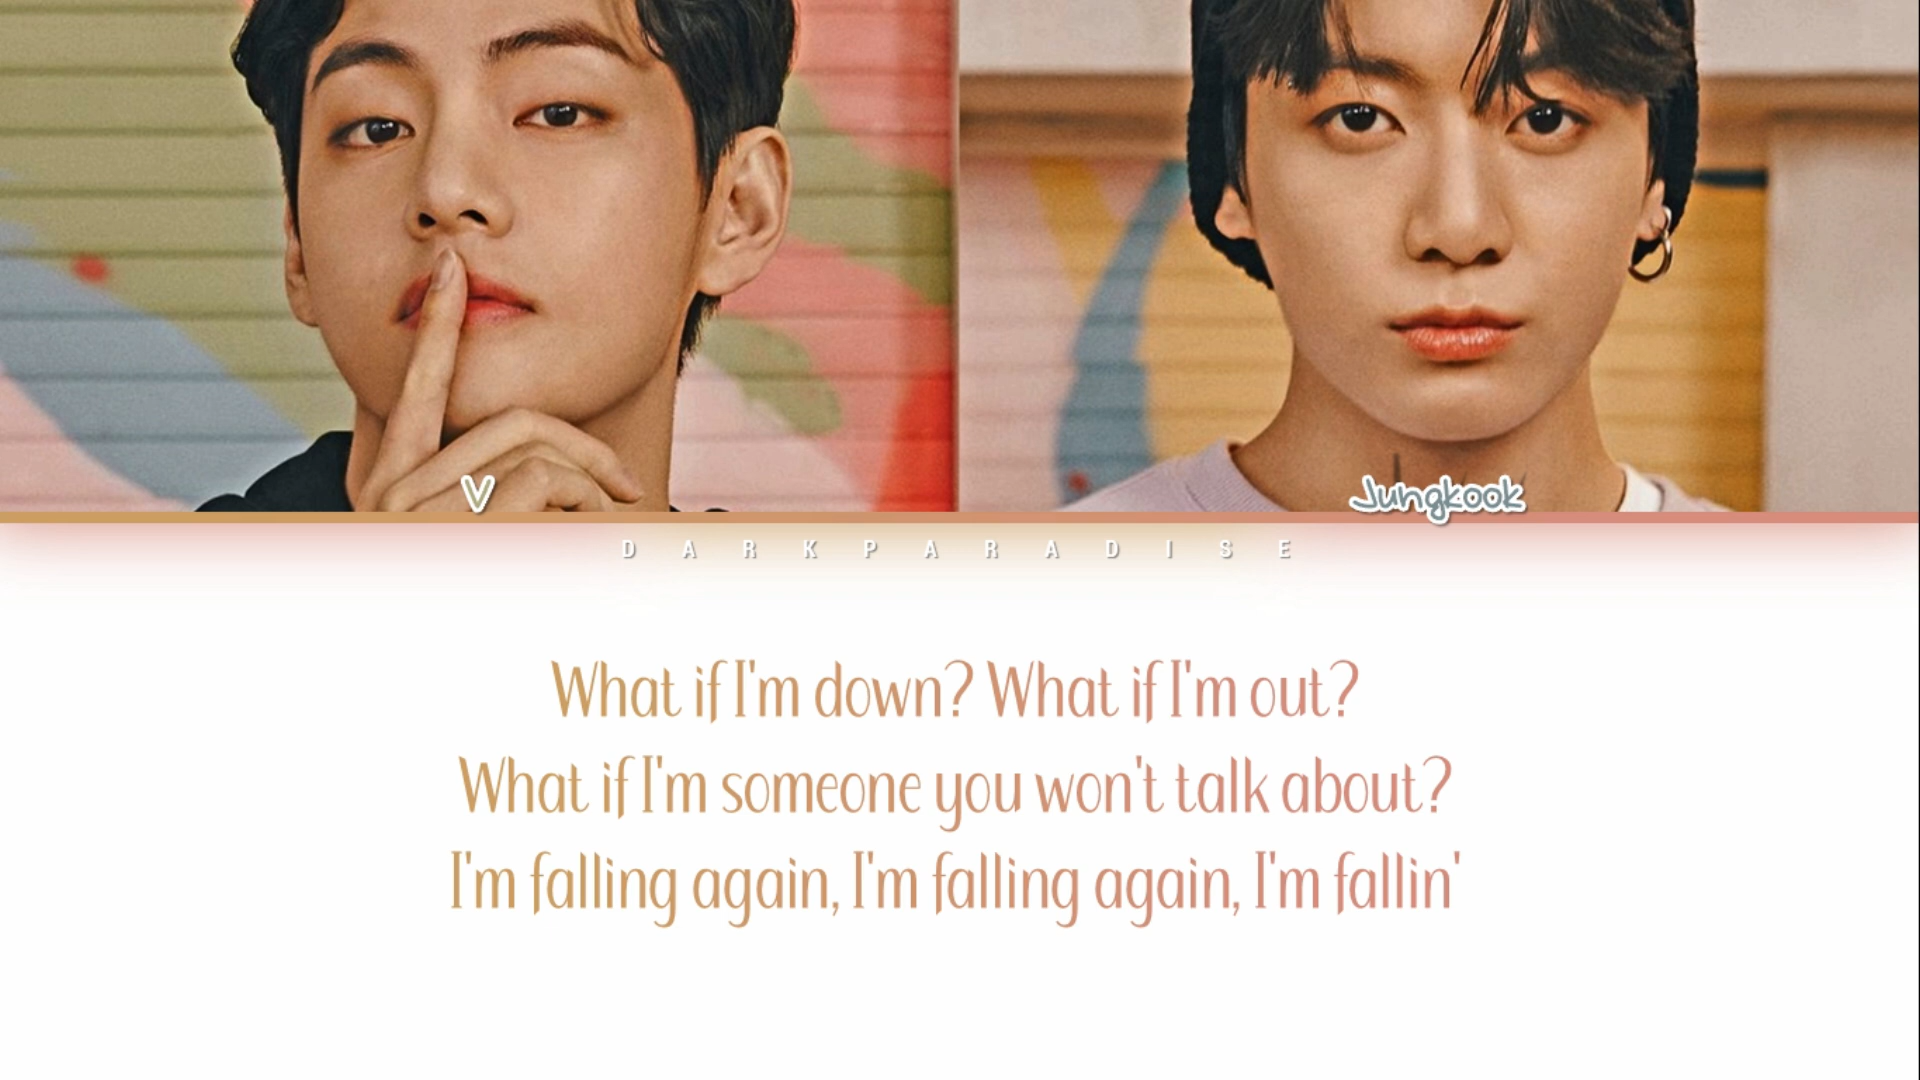 V
Jungkook
DARKPARADISE
What if I'm down? What if I'm out?
What if I'm someone you won't talk about?
I'm falling again, I'm falling again, I'm fallin'